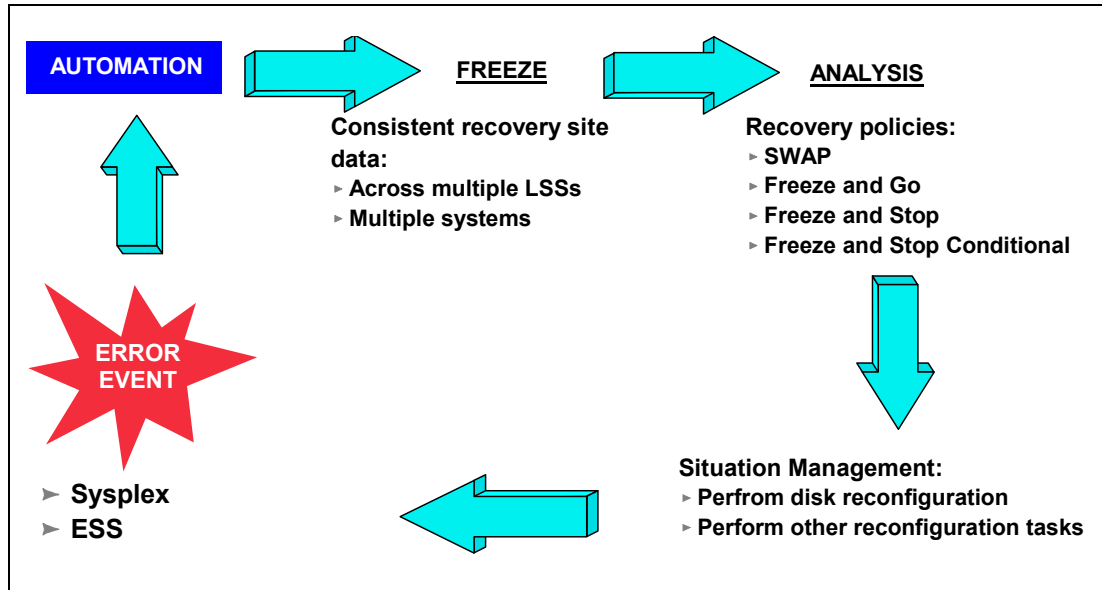 AUTOMATION
FREEZE
ANALYSIS
Consistent recovery site
data:
▸ Across multiple LSSs
▸ Multiple systems
Recovery policies:
▸ SWAP
▸ Freeze and Go
▸ Freeze and Stop
▸ Freeze and Stop Conditional
ERROR
EVENT
➤ Sysplex
➤ ESS
Situation Management:
▸ Perfrom disk reconfiguration
▸ Perform other reconfiguration tasks